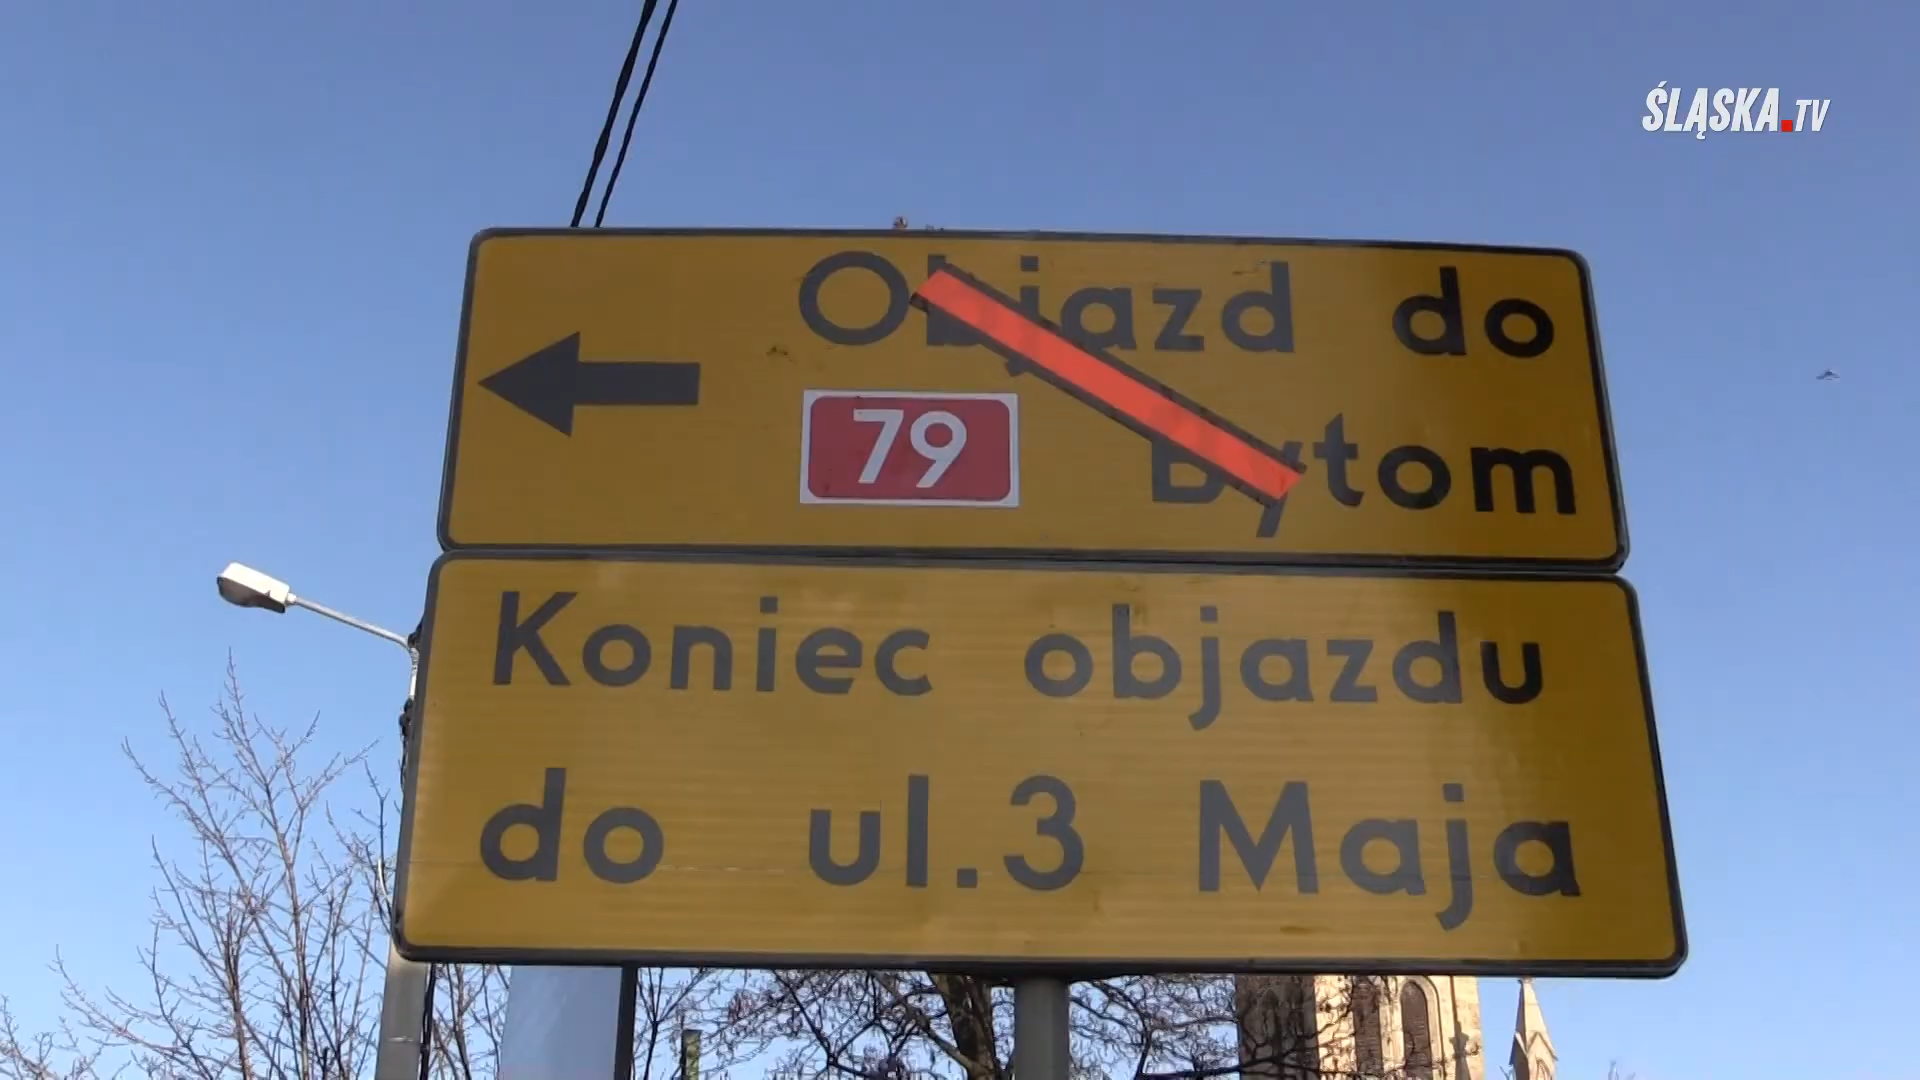 ŚLĄSKA.TV
Objazd do
79 Bytom
Koniec objazdu
do ul.3 Maja